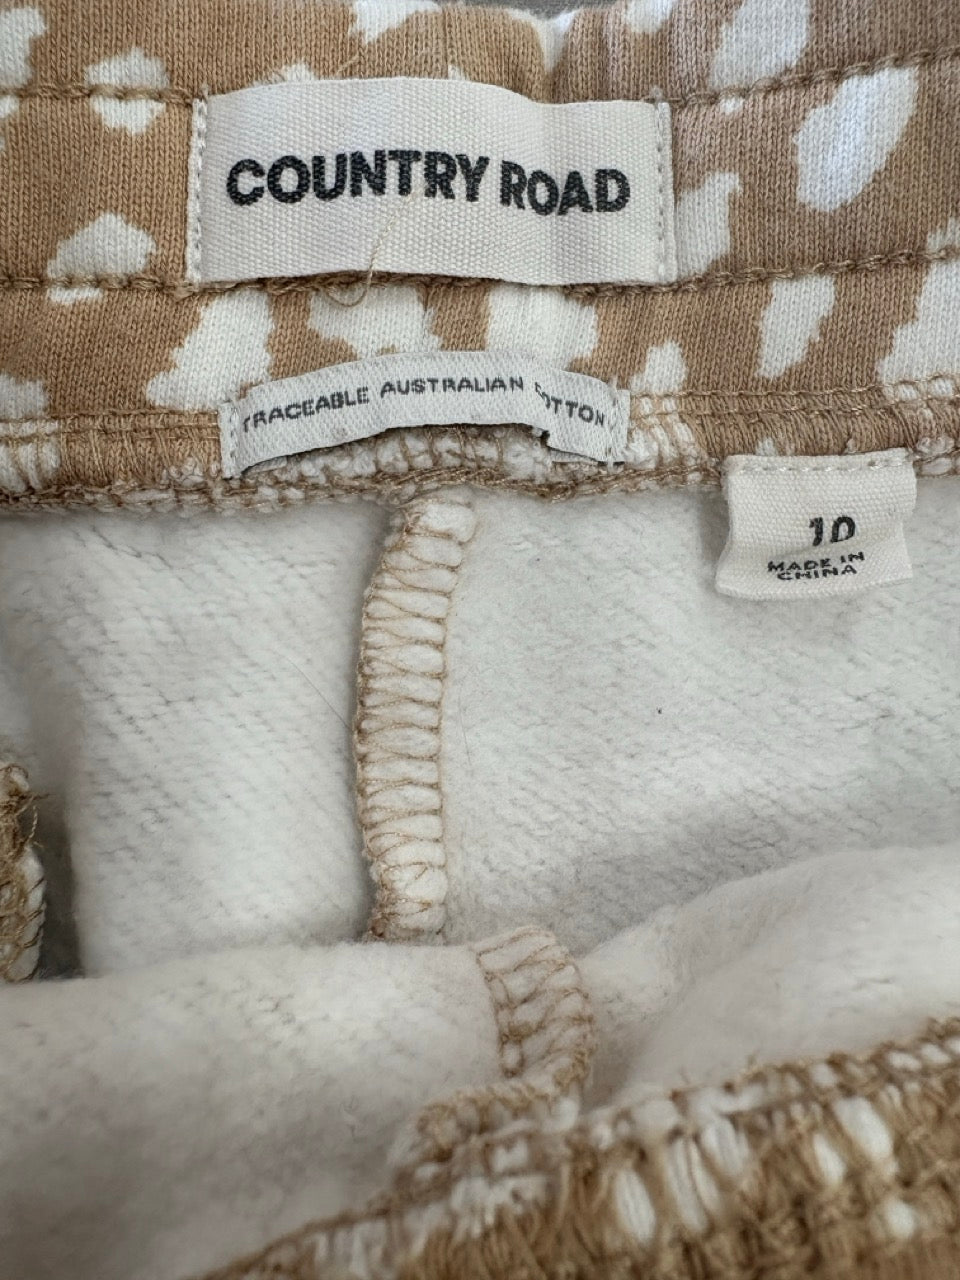 COUNTRY ROAD
TRACEABLE AUSTRALIAN COTTON
10
MADE IN
CHINA